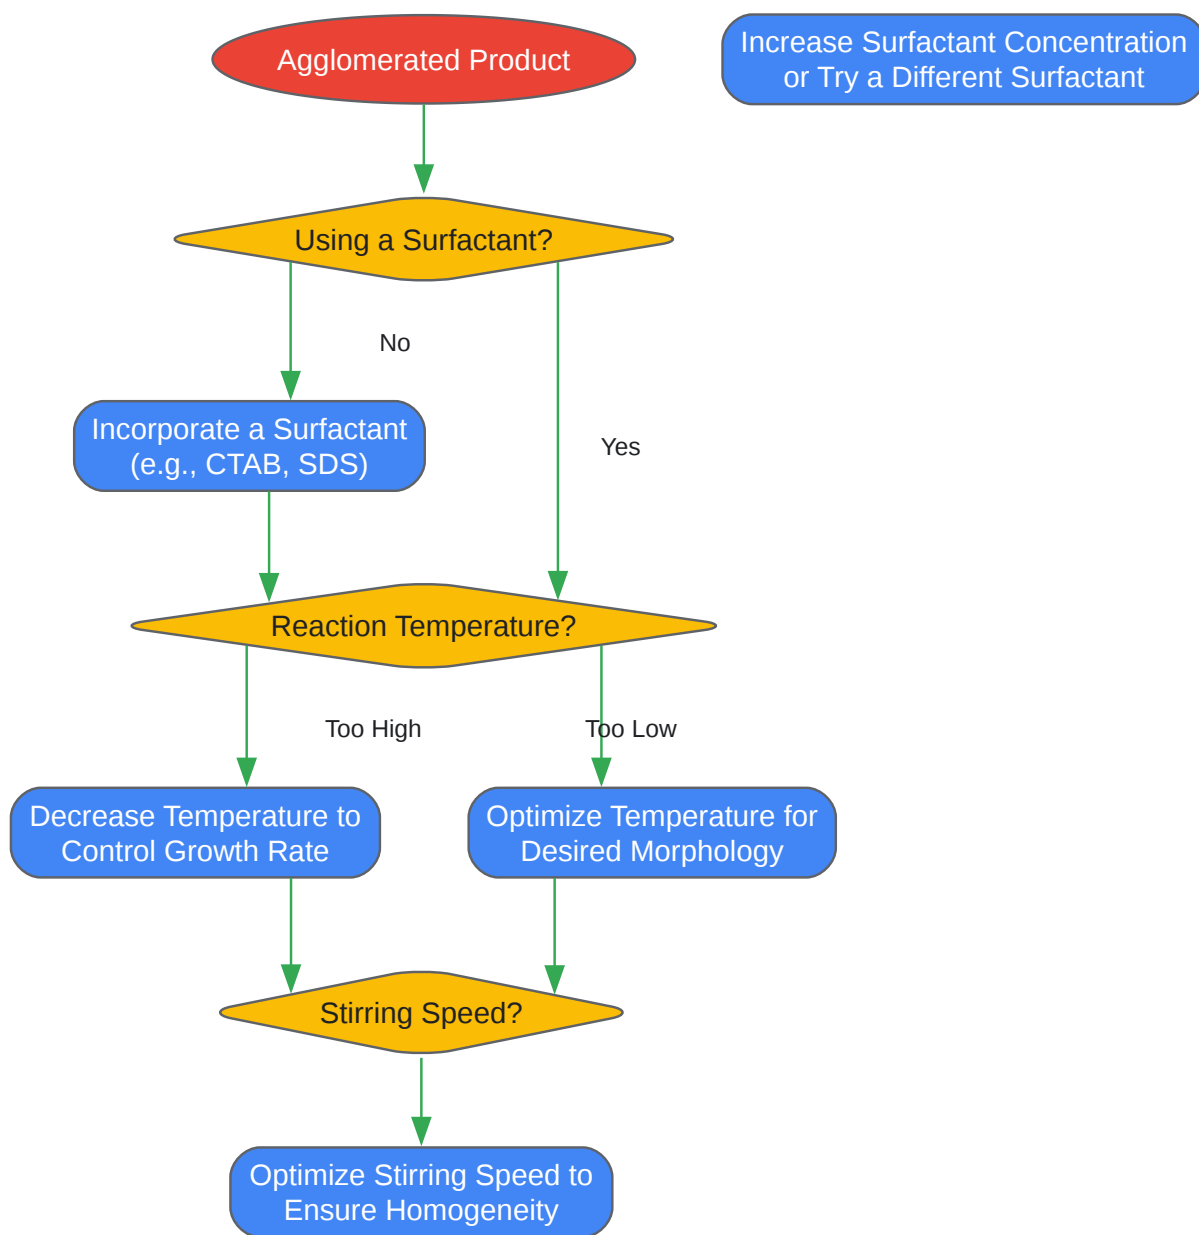 Agglomerated Product
Increase Surfactant Concentration
or Try a Different Surfactant
Using a Surfactant?
No
Incorporate a Surfactant
(e.g., CTAB, SDS)
Yes
Reaction Temperature?
Too High
Too Low
Decrease Temperature to
Control Growth Rate
Optimize Temperature for
Desired Morphology
Stirring Speed?
Optimize Stirring Speed to
Ensure Homogeneity